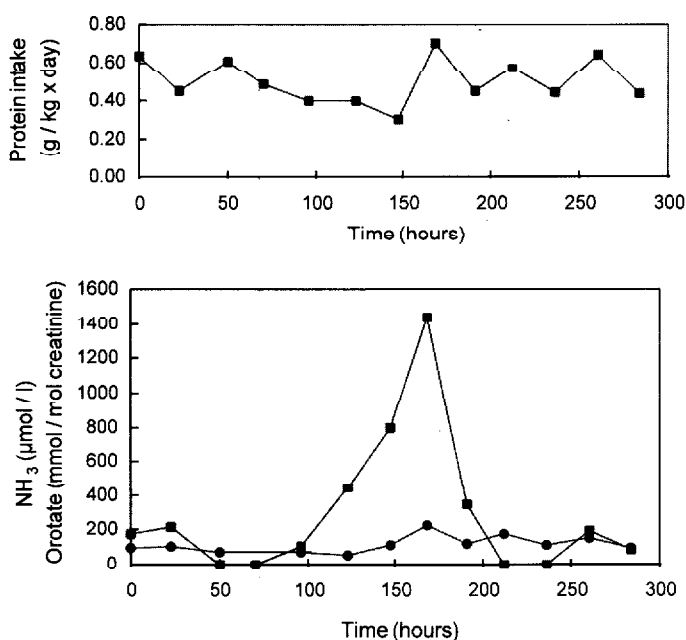 Protein intake
(g / kg x day)
0.80
0.60
0.40
0.20
0.00
0 50 100 150 200 250 300
Time (hours)
NH3 (µmol / l)
Orotate (mmol / mol creatinine)
1600
1400
1200
1000
800
600
400
200
0
0 50 100 150 200 250 300
Time (hours)